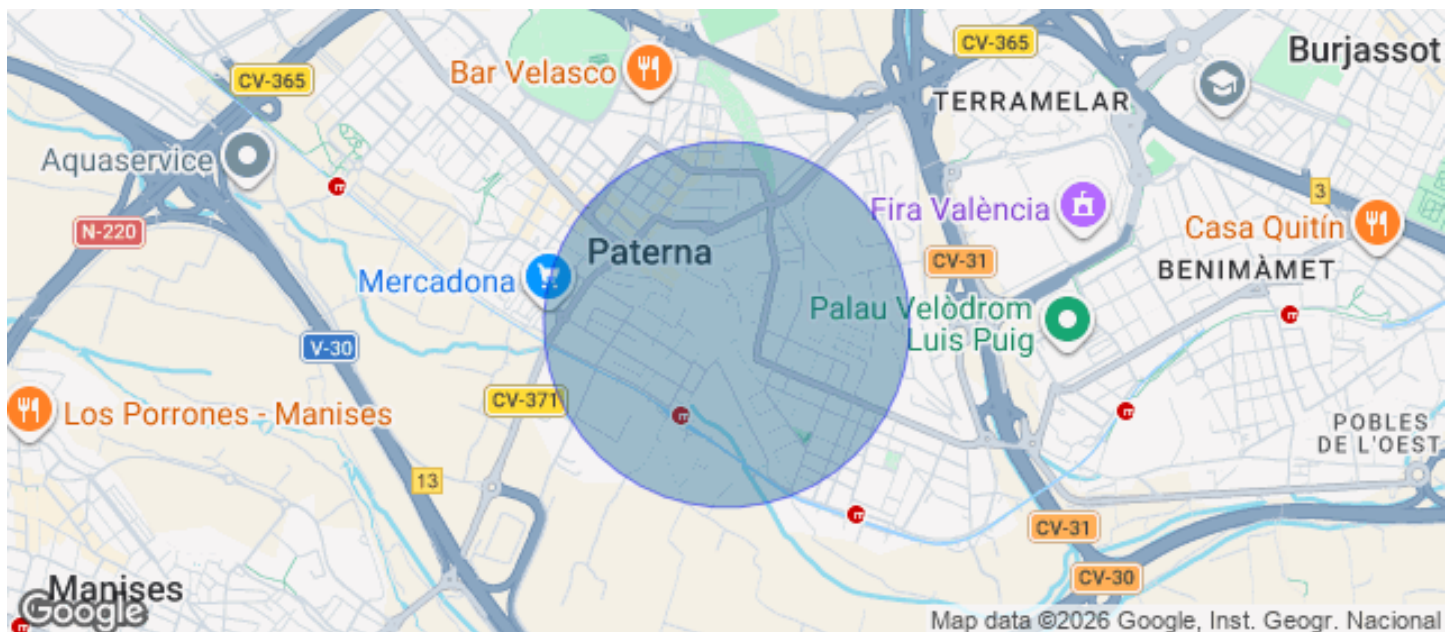 CV-365
Burjassot
Bar Velasco
CV-365
TERRAMELAR
Aquaservice
3
Fira València
N-220
Casa Quitín
Paterna
CV-31
BENIMÀMET
Mercadona
Palau Velòdrom
Luis Puig
V-30
CV-371
Los Porrones - Manises
POBLES
DE L'OEST
13
CV-31
CV-30
Manises
Google
Map data ©2026 Google, Inst. Geogr. Nacional